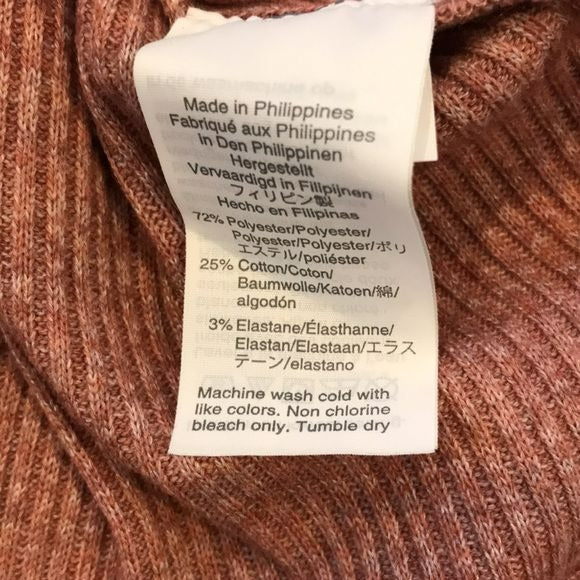 Made in Philippines
Fabriqué aux Philippines
In Den Philippinen
Hergestellt
Vervaardigd in Filipijnen
フィリピン製
Hecho en Filipinas
72% Polyester/Polyester/
Polyester/Polyester/ポリ
エステル/poliéster
25% Cotton/Coton/
Baumwolle/Katoen/綿/
algodón
3% Elastane/Élasthanne/
Elastan/Elastaan/エラス
テーン/elastano
Machine wash cold with
like colors. Non chlorine
bleach only. Tumble dry